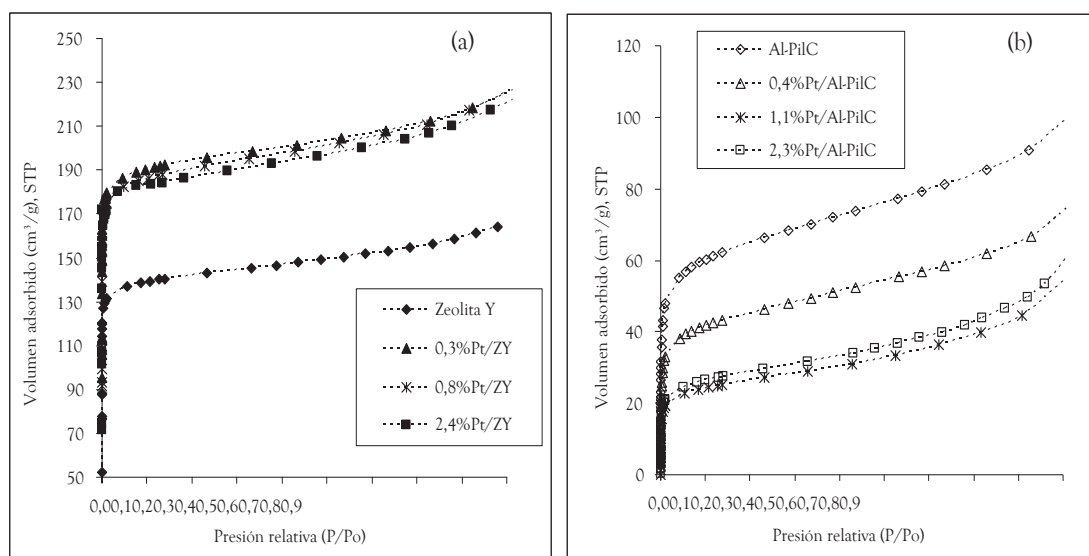 (a)
250
230
210
190
170
150
130
110
90
70
50
Volumen adsorbido (cm³/g), STP
Zeolita Y
0,3%Pt/ZY
0,8%Pt/ZY
2,4%Pt/ZY
0,00,10,20,30,40,50,60,70,80,9
Presión relativa (P/Po)
(b)
120
100
80
60
40
20
0
Volumen adsorbido (cm³/g), STP
Al-PilC
0,4%Pt/Al-PilC
1,1%Pt/Al-PilC
2,3%Pt/Al-PilC
0,00,10,20,30,40,50,60,70,80,9
Presión relativa (P/Po)